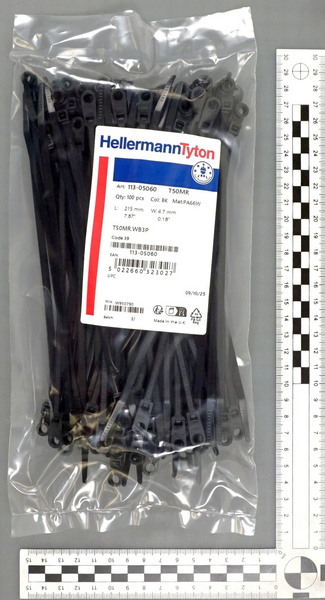 HellermannTyton
Art: 113-05060 T50MR
Qty: 100 pcs Col: BK Mat:PA66W
L: 215 mm W: 4.7 mm
7.87" 0.18"
T50MR.WB3P
Code 39
113-05060
EAN
5 022660 323027
UPC
09/10/25
Batch
Made in the U.K.